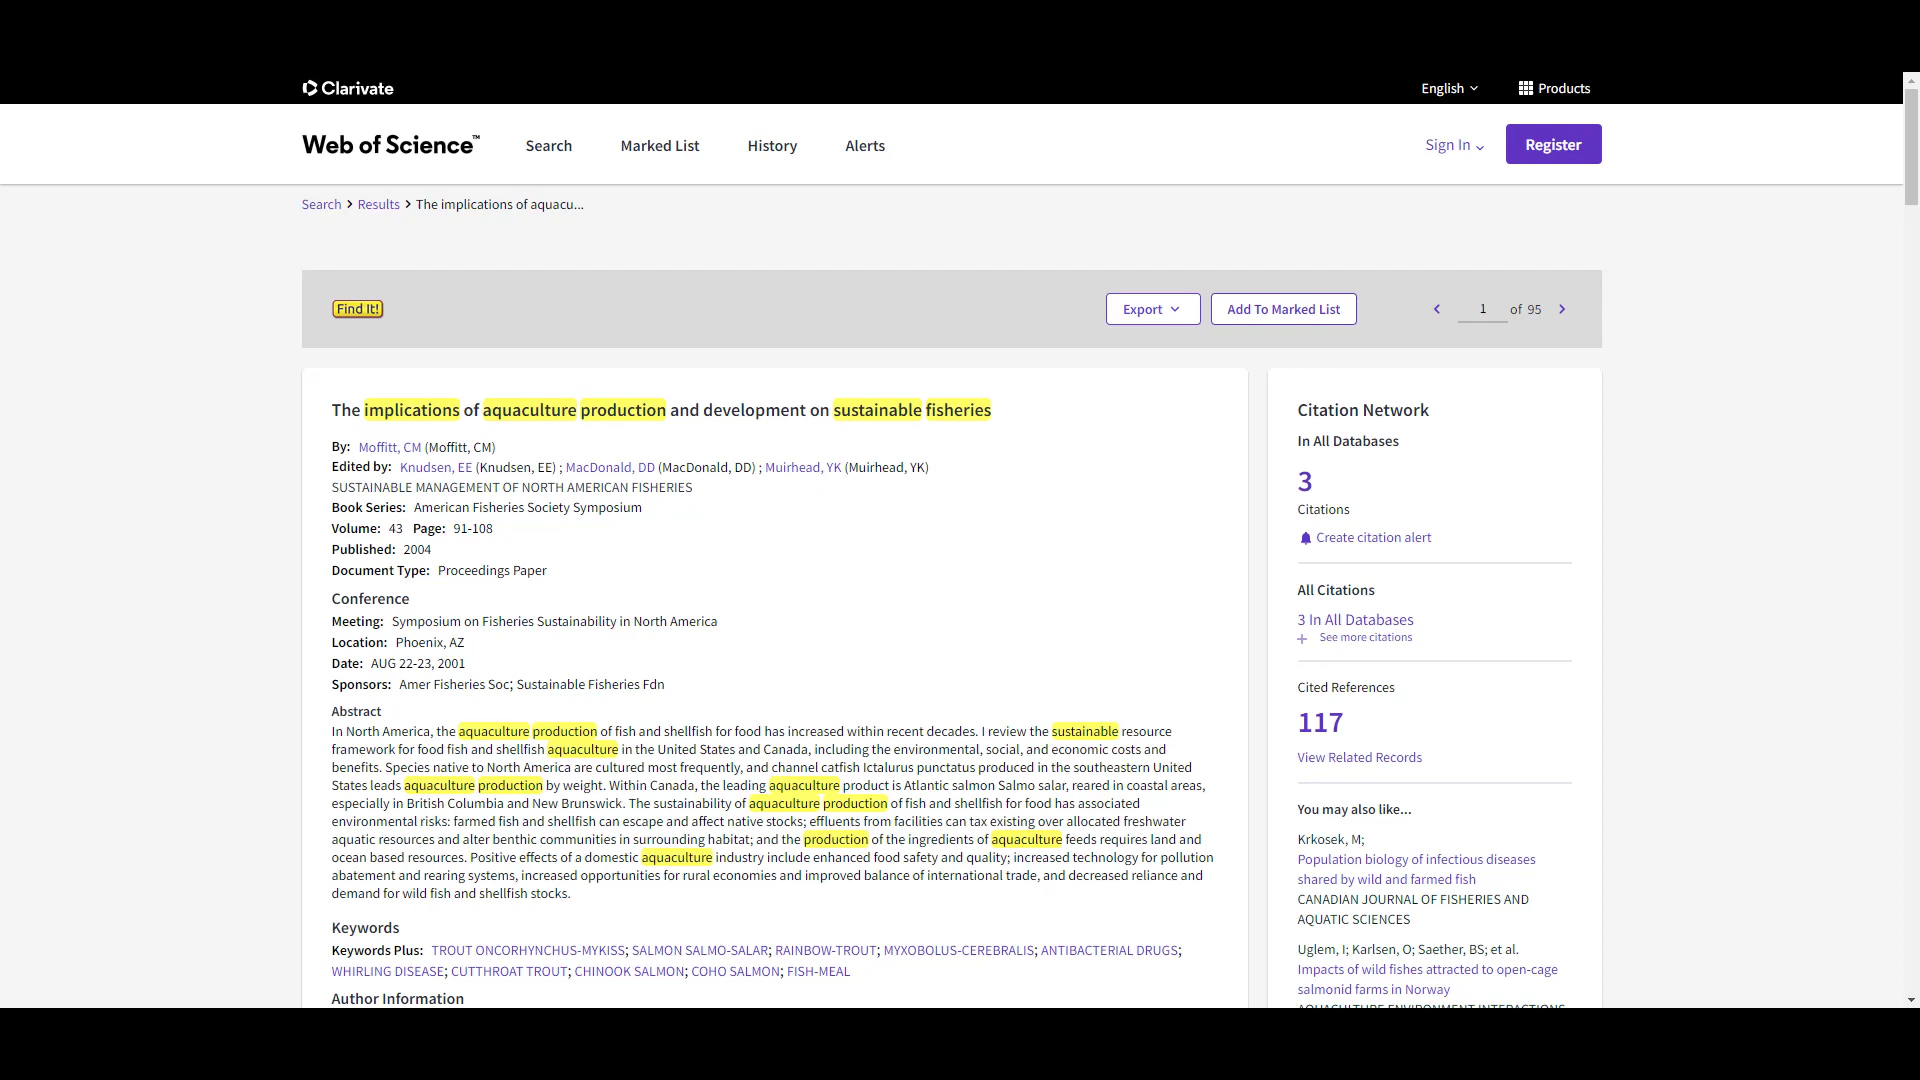 Clarivate
English
Products
Web of Science™
Search
Marked List
History
Alerts
Sign In
Register
Search > Results > The implications of aquacu...
Find It!
Export
Add To Marked List
1 of 95
The implications of aquaculture production and development on sustainable fisheries
By: Moffitt, CM (Moffitt, CM)
Edited by: Knudsen, EE (Knudsen, EE) ; MacDonald, DD (MacDonald, DD) ; Muirhead, YK (Muirhead, YK)
SUSTAINABLE MANAGEMENT OF NORTH AMERICAN FISHERIES
Book Series: American Fisheries Society Symposium
Volume: 43 Page: 91-108
Published: 2004
Document Type: Proceedings Paper
Conference
Meeting: Symposium on Fisheries Sustainability in North America
Location: Phoenix, AZ
Date: AUG 22-23, 2001
Sponsors: Amer Fisheries Soc; Sustainable Fisheries Fdn
Abstract
In North America, the aquaculture production of fish and shellfish for food has increased within recent decades. I review the sustainable resource
framework for food fish and shellfish aquaculture in the United States and Canada, including the environmental, social, and economic costs and
benefits. Species native to North America are cultured most frequently, and channel catfish Ictalurus punctatus produced in the southeastern United
States leads aquaculture production by weight. Within Canada, the leading aquaculture product is Atlantic salmon Salmo salar, reared in coastal areas,
especially in British Columbia and New Brunswick. The sustainability of aquaculture production of fish and shellfish for food has associated
environmental risks: farmed fish and shellfish can escape and affect native stocks; effluents from facilities can tax existing over allocated freshwater
aquatic resources and alter benthic communities in surrounding habitat; and the production of the ingredients of aquaculture feeds requires land and
ocean based resources. Positive effects of a domestic aquaculture industry include enhanced food safety and quality; increased technology for pollution
abatement and rearing systems, increased opportunities for rural economies and improved balance of international trade, and decreased reliance and
demand for wild fish and shellfish stocks.
Keywords
Keywords Plus: TROUT ONCORHYNCHUS-MYKISS; SALMON SALMO-SALAR; RAINBOW-TROUT; MYXOBOLUS-CEREBRALIS; ANTIBACTERIAL DRUGS;
WHIRLING DISEASE; CUTTHROAT TROUT; CHINOOK SALMON; COHO SALMON; FISH-MEAL
Author Information
Citation Network
In All Databases
3
Citations
Create citation alert
All Citations
3 In All Databases
+ See more citations
Cited References
117
View Related Records
You may also like...
Krkosek, M;
Population biology of infectious diseases
shared by wild and farmed fish
CANADIAN JOURNAL OF FISHERIES AND
AQUATIC SCIENCES
Uglem, I; Karlsen, O; Saether, BS; et al.
Impacts of wild fishes attracted to open-cage
salmonid farms in Norway
AQUACULTURE ENVIRONMENT INTERACTIONS